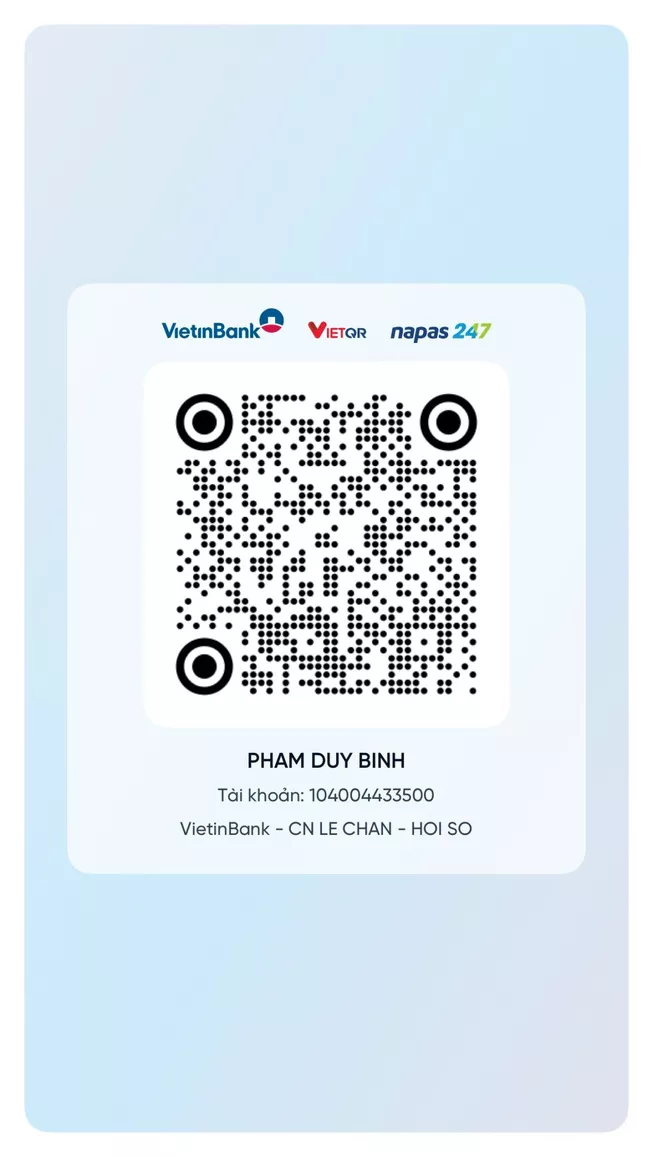 VietinBank VIETQR napas 247
PHAM DUY BINH
Tài khoản: 104004433500
VietinBank - CN LE CHAN - HOI SO